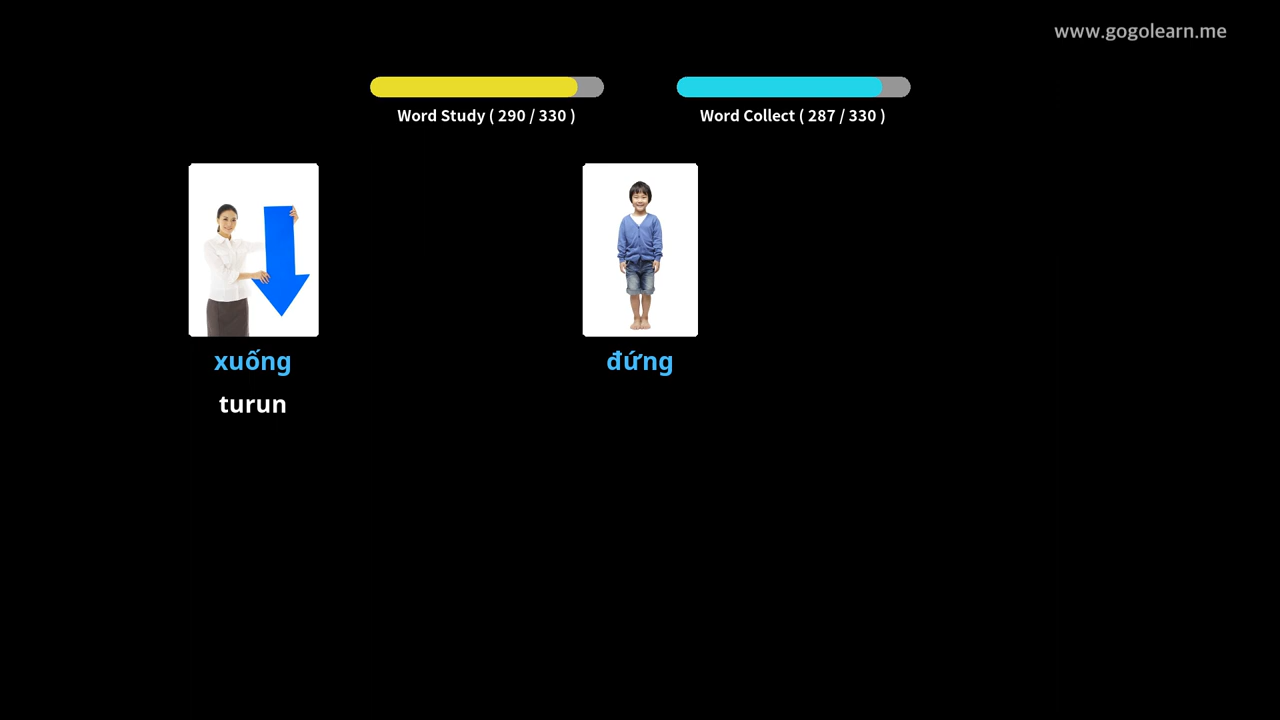 www.gogolearn.me
Word Study ( 290 / 330 )
Word Collect ( 287 / 330 )
xuống
đứng
turun